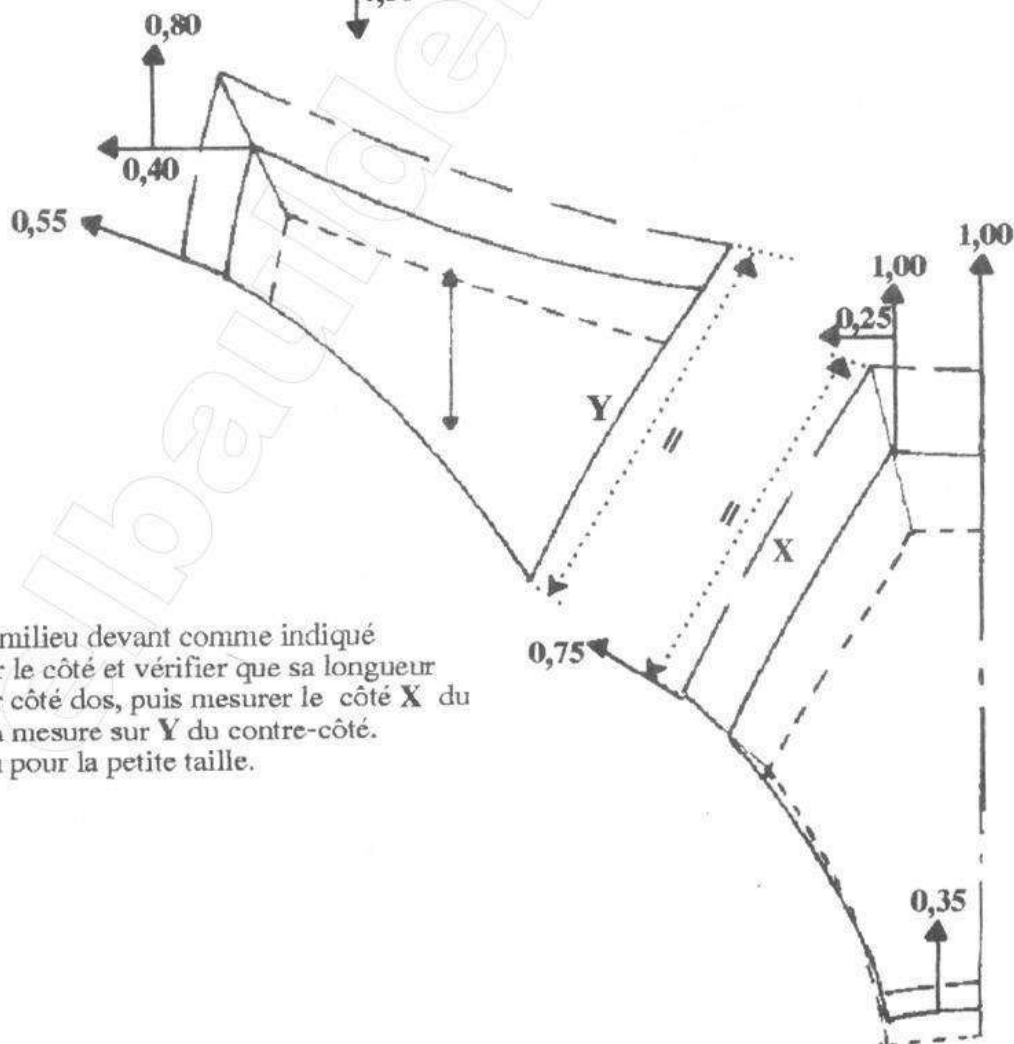 0,80
0,40
0,55
1,00
1,00
0,25
Y
=
=
X
0,75
milieu devant comme indiqué
le côté et vérifier que sa longueur
côté dos, puis mesurer le côté X du
mesure sur Y du contre-côté.
pour la petite taille.
0,35